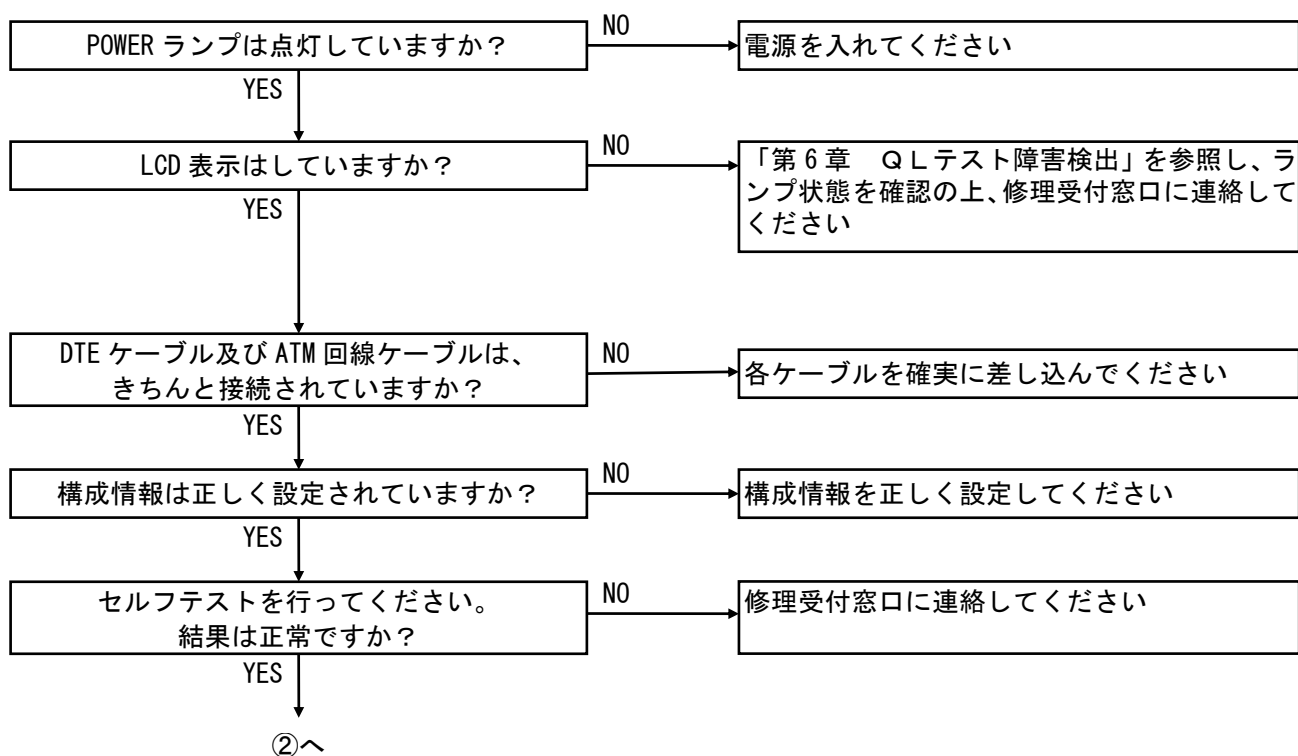 POWER ランプは点灯していますか？
NO
電源を入れてください
YES
LCD 表示はしていますか？
NO
「第６章　ＱＬテスト障害検出」を参照し、ラ
ンプ状態を確認の上、修理受付窓口に連絡して
ください
YES
DTE ケーブル及び ATM 回線ケーブルは、
きちんと接続されていますか？
NO
各ケーブルを確実に差し込んでください
YES
構成情報は正しく設定されていますか？
NO
構成情報を正しく設定してください
YES
セルフテストを行ってください。
結果は正常ですか？
NO
修理受付窓口に連絡してください
YES
②へ